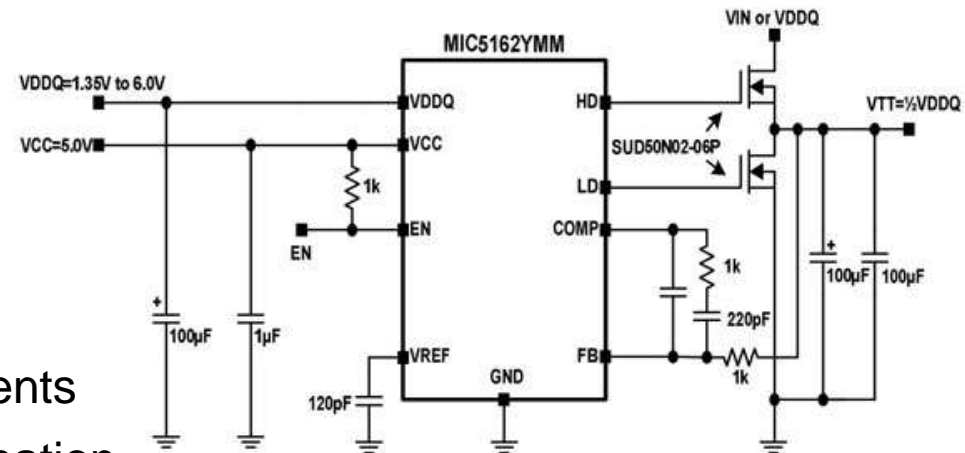 VIN or VDDQ
MIC5162YMM
VDDQ=1.35V to 6.0V
VDDQ
HD
VTT=½VDDQ
VCC=5.0V
VCC
SUD50N02-06P
1k
LD
EN
EN
COMP
1k
100µF
100µF
+
+
220pF
100µF
1µF
VREF
FB
GND
1k
120pF
ents